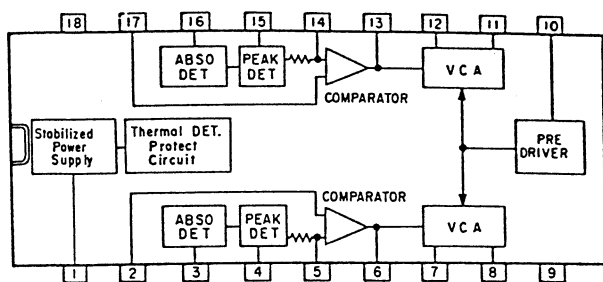 18 17 16 15 14 13 12 11 10
ABSO
DET
PEAK
DET
COMPARATOR
VCA
Stabilized
Power
Supply
Thermal DET.
Protect
Circuit
PRE
DRIVER
COMPARATOR
ABSO
DET
PEAK
DET
VCA
1 2 3 4 5 6 7 8 9